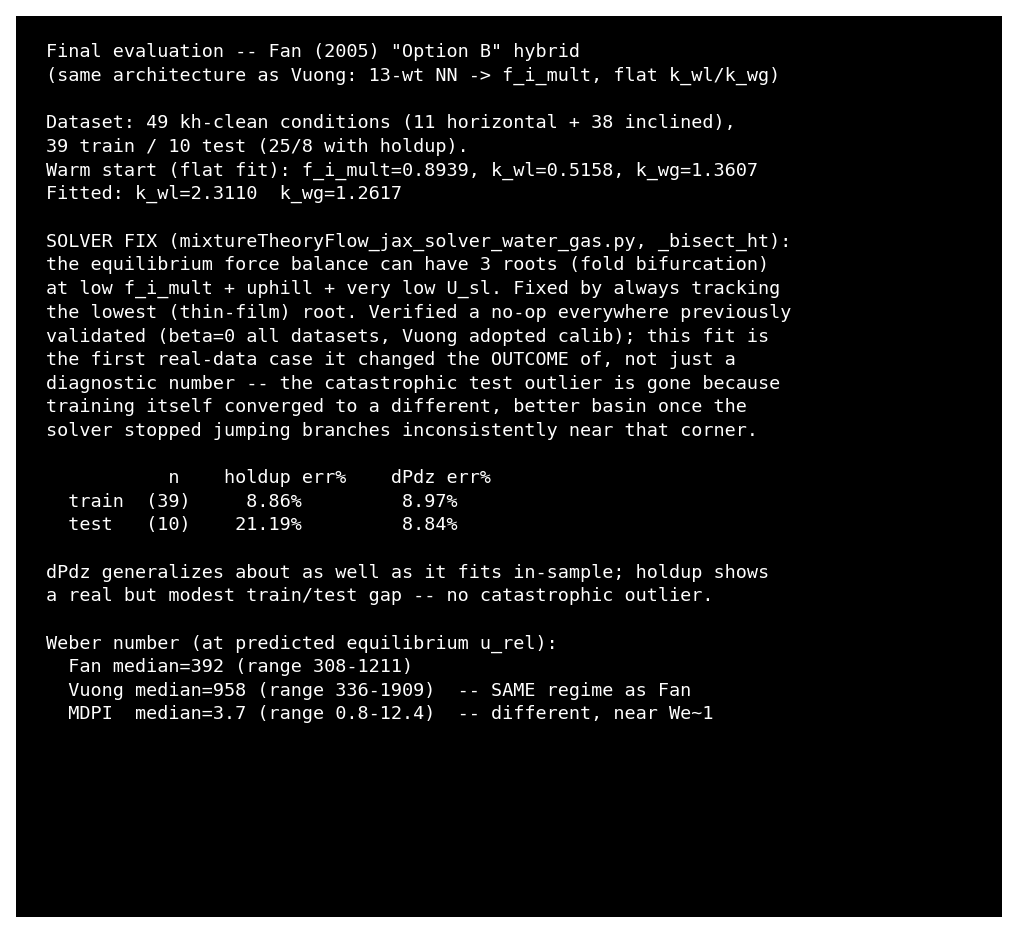 Final evaluation -- Fan (2005) "Option B" hybrid
(same architecture as Vuong: 13-wt NN -> f_i_mult, flat k_wl/k_wg)
Dataset: 49 kh-clean conditions (11 horizontal + 38 inclined),
39 train / 10 test (25/8 with holdup).
Warm start (flat fit): f_i_mult=0.8939, k_wl=0.5158, k_wg=1.3607
Fitted: k_wl=2.3110  k_wg=1.2617
SOLVER FIX (mixtureTheoryFlow_jax_solver_water_gas.py, _bisect_ht):
the equilibrium force balance can have 3 roots (fold bifurcation)
at low f_i_mult + uphill + very low U_sl. Fixed by always tracking
the lowest (thin-film) root. Verified a no-op everywhere previously
validated (beta=0 all datasets, Vuong adopted calib); this fit is
the first real-data case it changed the OUTCOME of, not just a
diagnostic number -- the catastrophic test outlier is gone because
training itself converged to a different, better basin once the
solver stopped jumping branches inconsistently near that corner.
n    holdup err%    dPdz err%
train  (39)     8.86%         8.97%
test   (10)    21.19%         8.84%
dPdz generalizes about as well as it fits in-sample; holdup shows
a real but modest train/test gap -- no catastrophic outlier.
Weber number (at predicted equilibrium u_rel):
Fan median=392 (range 308-1211)
Vuong median=958 (range 336-1909)  -- SAME regime as Fan
MDPI  median=3.7 (range 0.8-12.4)  -- different, near We~1